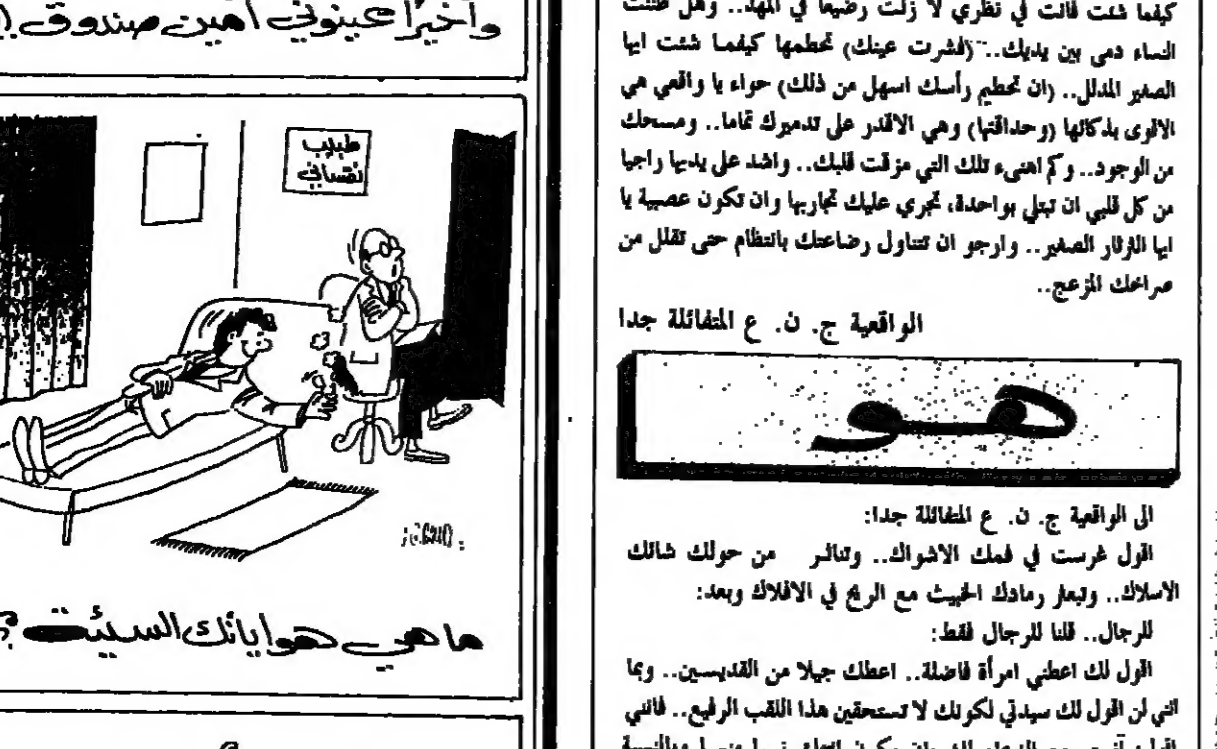 كيفما شئت فانت في نظري لا زلت رضيعا في المهد.. وهل ظننت
النساء دمى بين يديك.. (فشرت عينك) تحطمها كيفما شئت ايها
الصغير المدلل.. (ان تحطيم رأسك اسهل من ذلك) حواء يا واقعي هي
الاقوى بذكائها (وحداقتها) وهي الاقدر على تدميرك تماما.. ومسحك
من الوجود.. وكم اهنىء تلك التي مزقت قلبك.. واشد على يديها راجيا
من كل قلبي ان تبتلي بواحدة، تجري عليك تجاربها وان تكون عصبية يا
ايها الثرثار الصغير.. وارجو ان تتناول رضاعتك بانتظام حتى تقلل من
صراخك المزعج..
الواقعية ج. ن. ع المتفائلة جدا
هو
الى الواقعية ج. ن. ع المتفائلة جدا:
اقول غرست في فمك الاشواك.. وتناثر من حولك شائك
الاسلاك.. وتبعثر رمادك الخبيث مع الريح في الافلاك وبعد:
للرجال.. قلنا للرجال فقط:
اقول لك اعطني امرأة فاضلة.. اعطك جيلا من القديسين.. وبما
انني لن اقول لك سيدتي لكونك لا تستحقين هذا اللقب الرفيع.. فانني
وأخيرًا عينوني أمين صندوق !!
طبيب
نفساني
ما هي هواياتك السيئة ؟